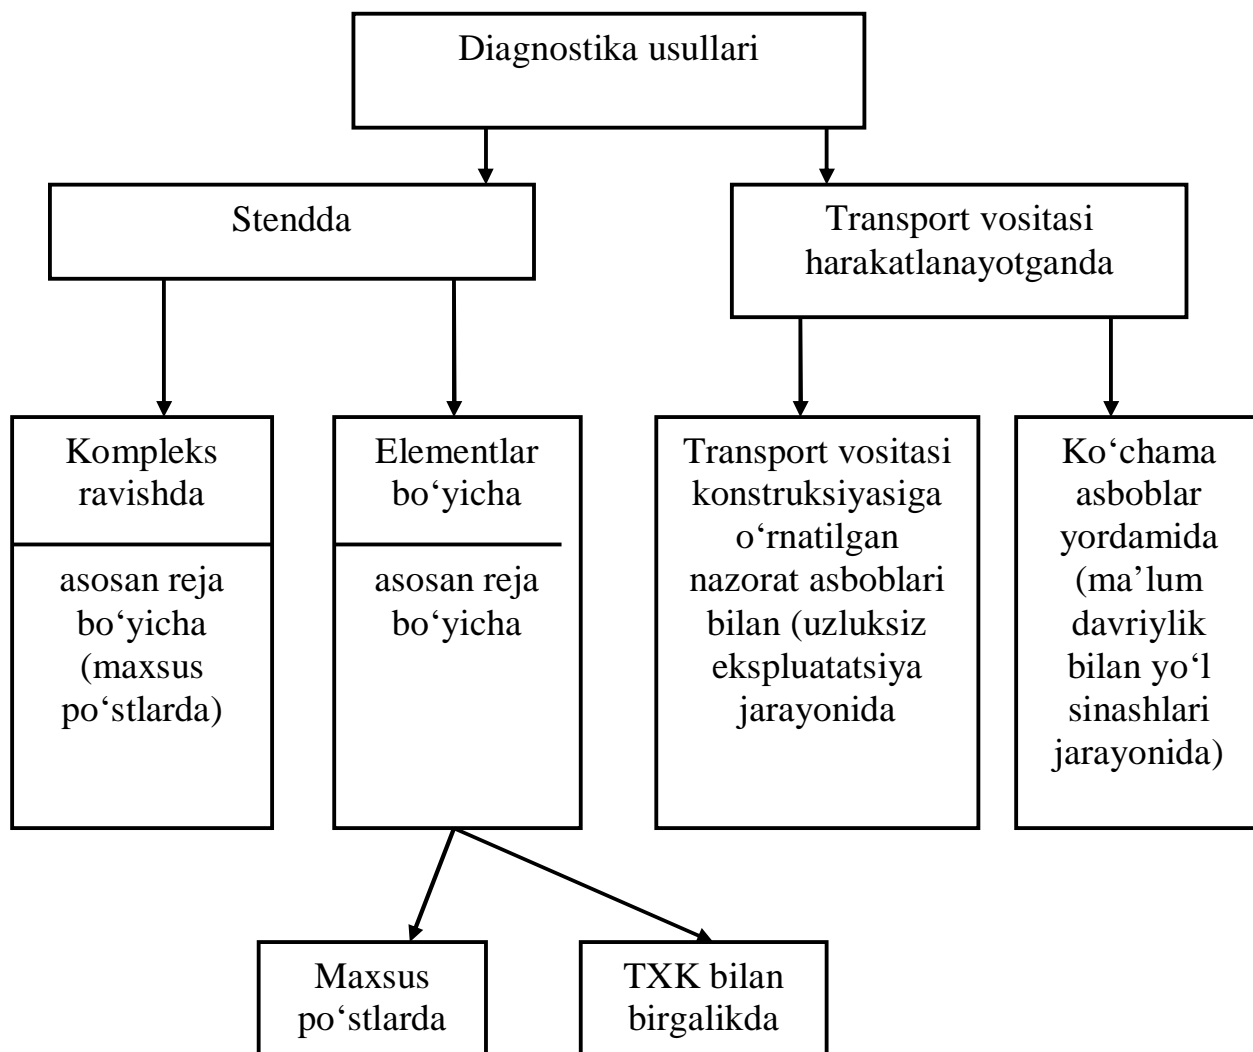 Diagnostika usullari
Stendda
Transport vositasi
harakatlanayotganda
Kompleks
ravishda
asosan reja
bo‘yicha
(maxsus
po‘stlarda)
Elementlar
bo‘yicha
asosan reja
bo‘yicha
Transport vositasi
konstruksiyasiga
o‘rnatilgan
nazorat asboblari
bilan (uzluksiz
ekspluatatsiya
jarayonida
Ko‘chama
asboblar
yordamida
(ma’lum
davriylik
bilan yo‘l
sinashlari
jarayonida)
Maxsus
po‘stlarda
TXK bilan
birgalikda